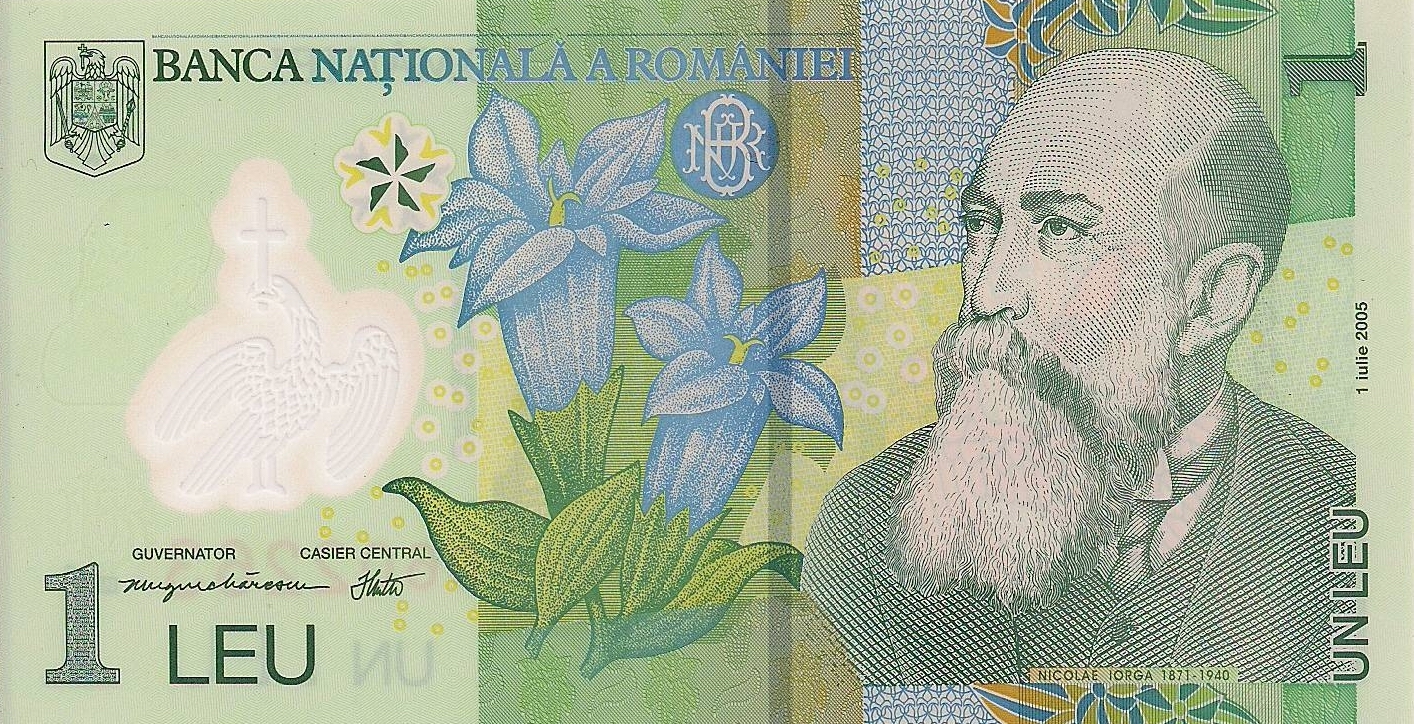 BANCA NAȚIONALĂ A ROMÂNIEI
1
BNR
1 iulie 2005
GUVERNATOR CASIER CENTRAL
1 LEU
UN
UN LEU
NICOLAE IORGA 1871-1940